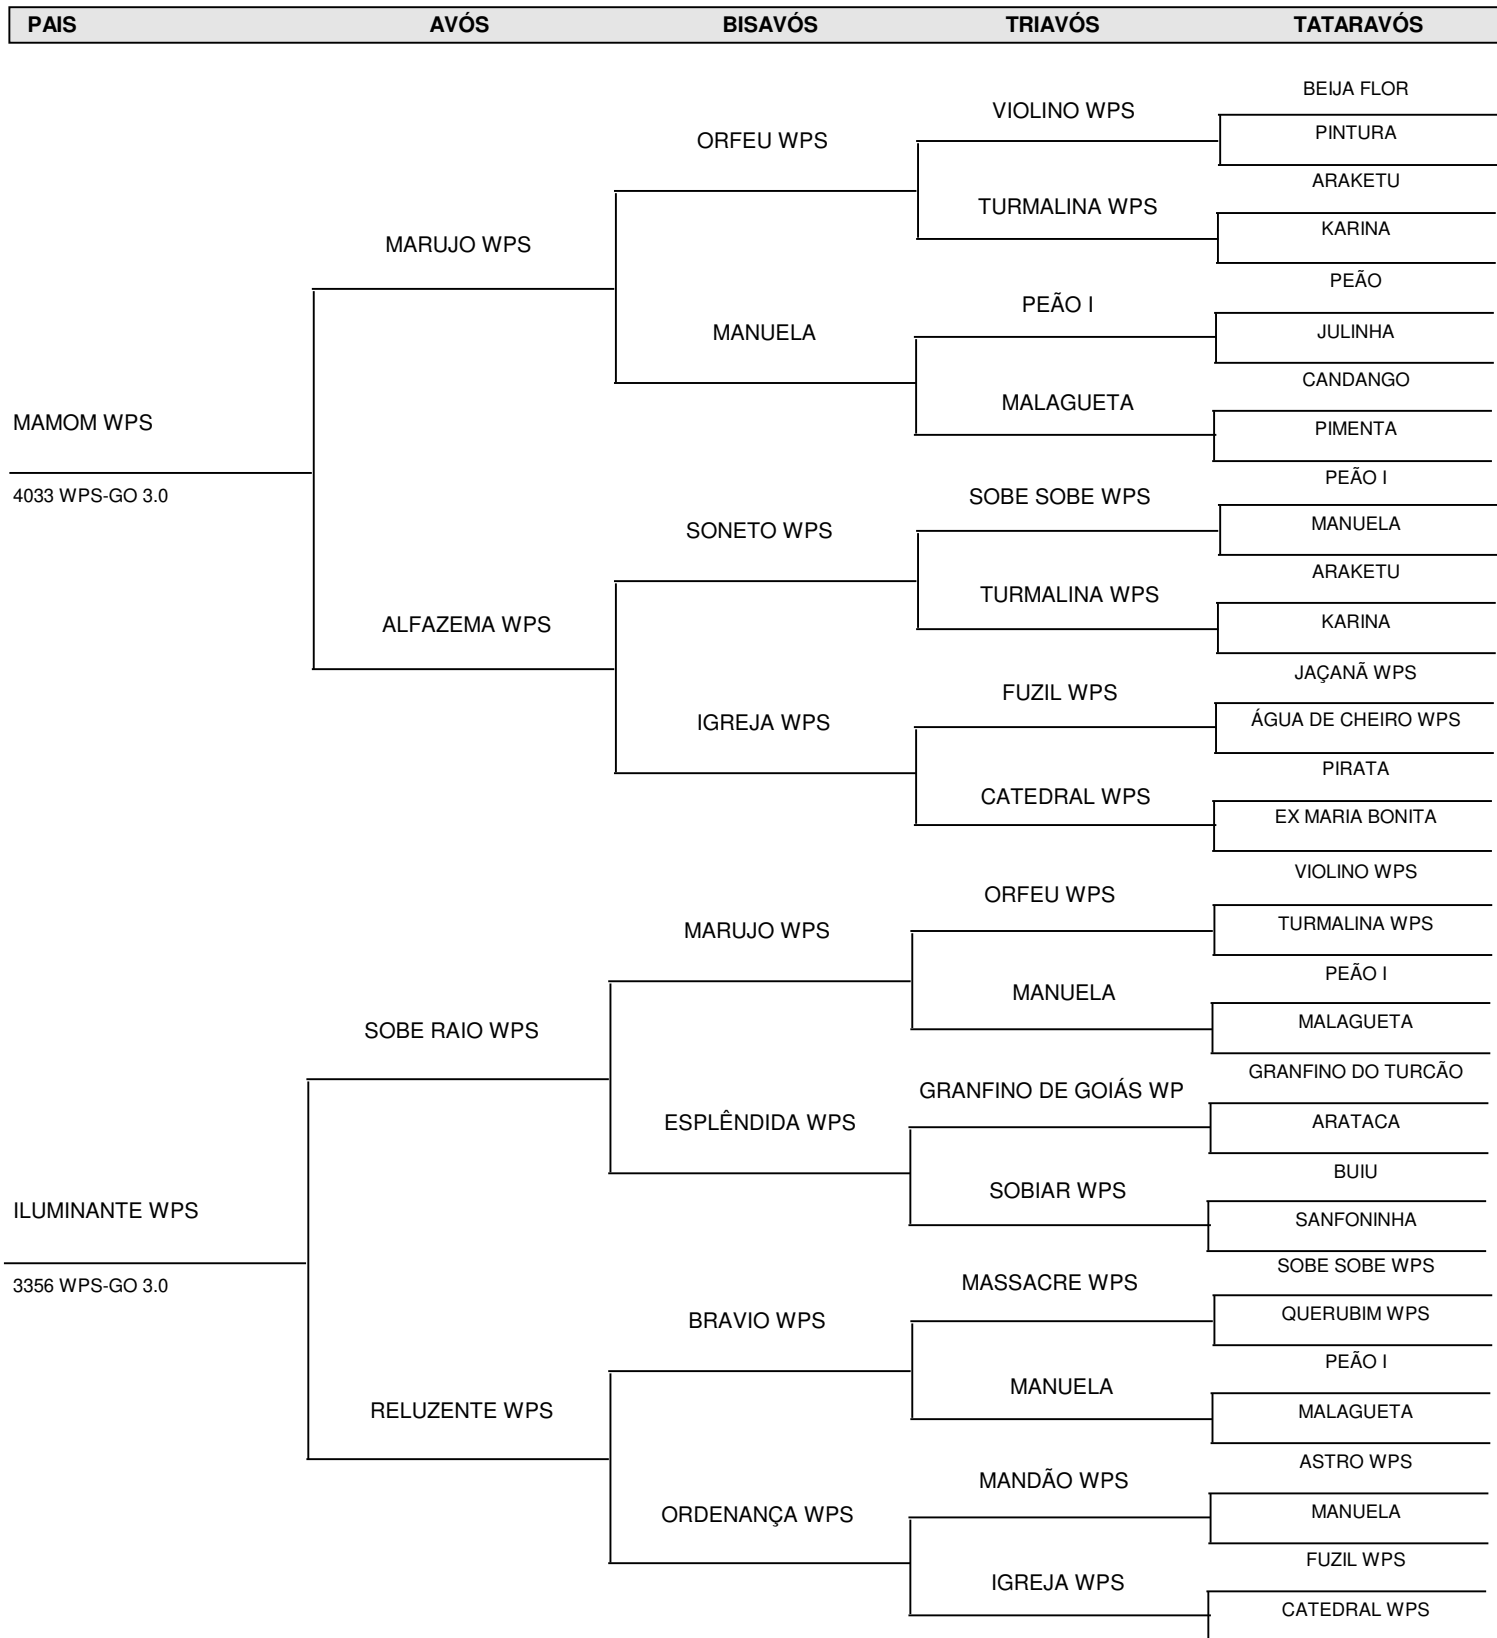 PAIS AVÓS BISAVÓS TRIAVÓS TATARAVÓS
BEIJA FLOR
VIOLINO WPS
PINTURA
ORFEU WPS
ARAKETU
TURMALINA WPS
KARINA
MARUJO WPS
PEÃO
PEÃO I
JULINHA
MANUELA
CANDANGO
MALAGUETA
PIMENTA
MAMOM WPS
4033 WPS-GO 3.0
PEÃO I
SOBE SOBE WPS
MANUELA
SONETO WPS
ARAKETU
TURMALINA WPS
KARINA
ALFAZEMA WPS
JAÇANÃ WPS
FUZIL WPS
ÁGUA DE CHEIRO WPS
IGREJA WPS
PIRATA
CATEDRAL WPS
EX MARIA BONITA
VIOLINO WPS
ORFEU WPS
TURMALINA WPS
MARUJO WPS
PEÃO I
MANUELA
MALAGUETA
SOBE RAIO WPS
GRANFINO DO TURCÃO
GRANFINO DE GOIÁS WP
ARATACA
ESPLÊNDIDA WPS
BUIU
SOBIAR WPS
SANFONINHA
ILUMINANTE WPS
3356 WPS-GO 3.0
SOBE SOBE WPS
MASSACRE WPS
QUERUBIM WPS
BRAVIO WPS
PEÃO I
MANUELA
MALAGUETA
RELUZENTE WPS
ASTRO WPS
MANDÃO WPS
MANUELA
ORDENANÇA WPS
FUZIL WPS
IGREJA WPS
CATEDRAL WPS